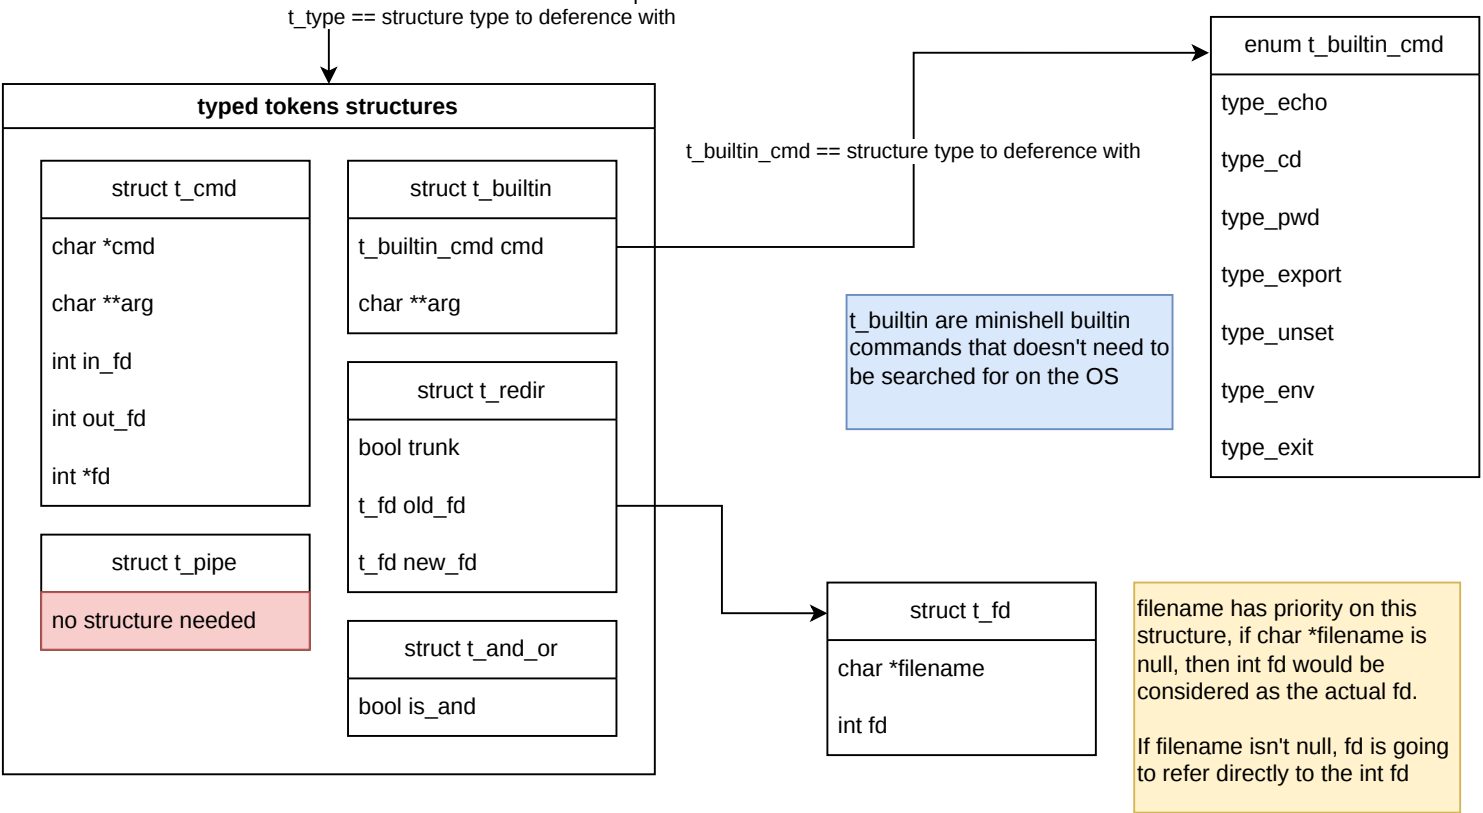 t_type == structure type to deference with
typed tokens structures
struct t_cmd
char *cmd
char **arg
int in_fd
int out_fd
int *fd
struct t_pipe
no structure needed
struct t_builtin
t_builtin_cmd cmd
char **arg
struct t_redir
bool trunk
t_fd old_fd
t_fd new_fd
struct t_and_or
bool is_and
t_builtin_cmd == structure type to deference with
t_builtin are minishell builtin
commands that doesn't need to
be searched for on the OS
enum t_builtin_cmd
type_echo
type_cd
type_pwd
type_export
type_unset
type_env
type_exit
struct t_fd
char *filename
int fd
filename has priority on this
structure, if char *filename is
null, then int fd would be
considered as the actual fd.
If filename isn't null, fd is going
to refer directly to the int fd